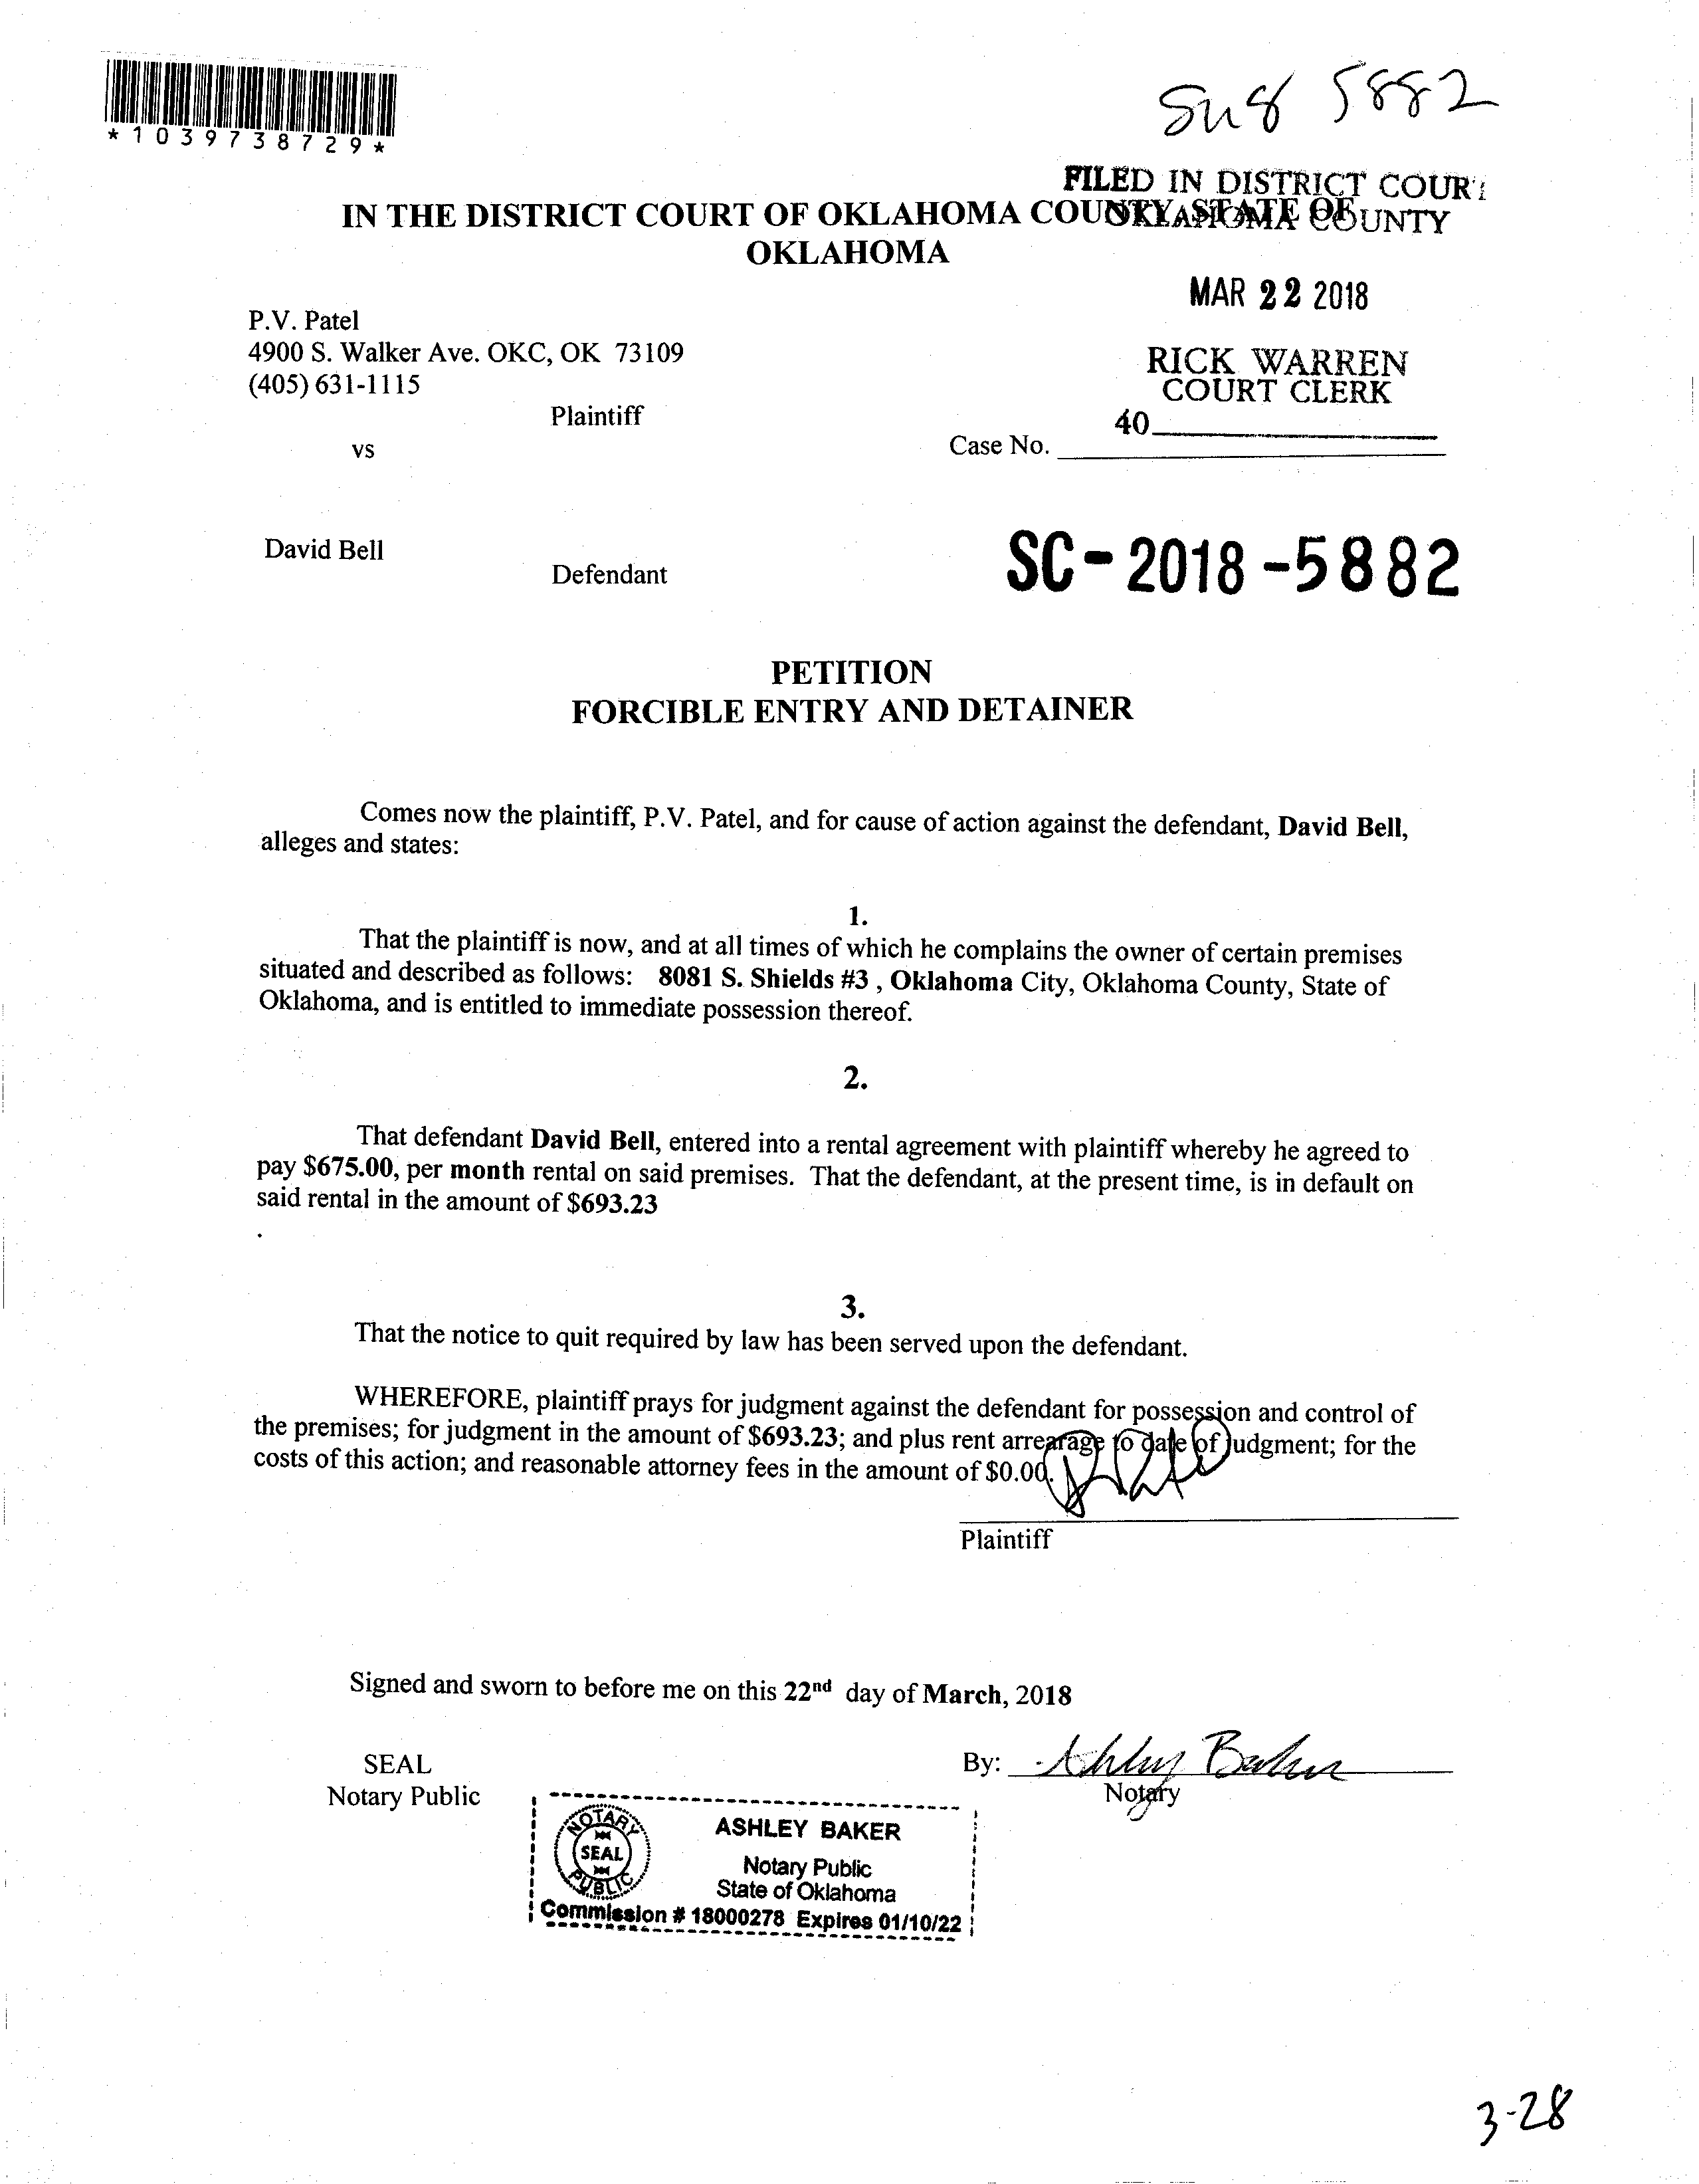 *1039738729*
5882
FILED IN DISTRICT COURT
OKLAHOMA COUNTY
IN THE DISTRICT COURT OF OKLAHOMA COUNTY, STATE OF
OKLAHOMA
MAR 22 2018
P.V. Patel
4900 S. Walker Ave. OKC, OK 73109
(405) 631-1115
RICK WARREN
COURT CLERK
40
Plaintiff
vs
Case No.
David Bell
Defendant
SC-2018-5882
PETITION
FORCIBLE ENTRY AND DETAINER
Comes now the plaintiff, P.V. Patel, and for cause of action against the defendant, David Bell,
alleges and states:
1.
That the plaintiff is now, and at all times of which he complains the owner of certain premises
situated and described as follows: 8081 S. Shields #3 , Oklahoma City, Oklahoma County, State of
Oklahoma, and is entitled to immediate possession thereof.
2.
That defendant David Bell, entered into a rental agreement with plaintiff whereby he agreed to
pay $675.00, per month rental on said premises. That the defendant, at the present time, is in default on
said rental in the amount of $693.23
.
3.
That the notice to quit required by law has been served upon the defendant.
WHEREFORE, plaintiff prays for judgment against the defendant for possession and control of
the premises; for judgment in the amount of $693.23; and plus rent arrearage to date of judgment; for the
costs of this action; and reasonable attorney fees in the amount of $0.00.
Plaintiff
Signed and sworn to before me on this 22nd day of March, 2018
SEAL
Notary Public
By: Ashley Baker
Notary
NOTARY
SEAL
PUBLIC
ASHLEY BAKER
Notary Public
State of Oklahoma
Commission # 18000278 Expires 01/10/22
3-28